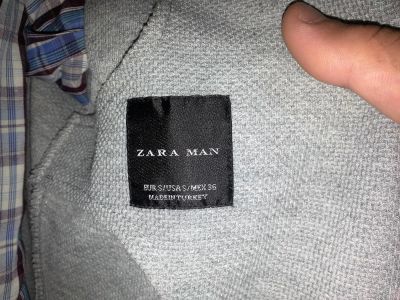 ZARA MAN
EUR S/USA S/MEX 36
MADE IN TURKEY